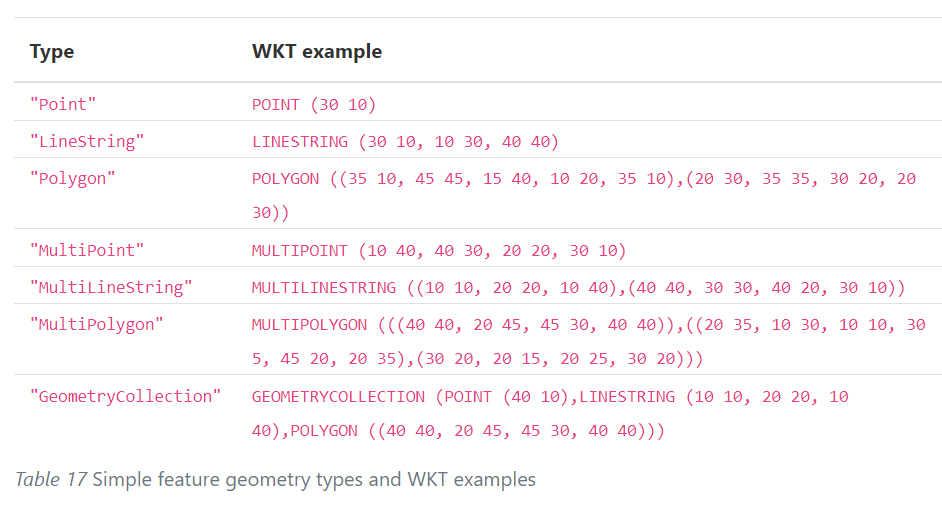 Type WKT example
"Point" POINT (30 10)
"LineString" LINESTRING (30 10, 10 30, 40 40)
"Polygon" POLYGON ((35 10, 45 45, 15 40, 10 20, 35 10),(20 30, 35 35, 30 20, 20
30))
"MultiPoint" MULTIPOINT (10 40, 40 30, 20 20, 30 10)
"MultiLineString" MULTILINESTRING ((10 10, 20 20, 10 40),(40 40, 30 30, 40 20, 30 10))
"MultiPolygon" MULTIPOLYGON (((40 40, 20 45, 45 30, 40 40)),((20 35, 10 30, 10 10, 30
5, 45 20, 20 35),(30 20, 20 15, 20 25, 30 20)))
"GeometryCollection" GEOMETRYCOLLECTION (POINT (40 10),LINESTRING (10 10, 20 20, 10
40),POLYGON ((40 40, 20 45, 45 30, 40 40)))
Table 17 Simple feature geometry types and WKT examples